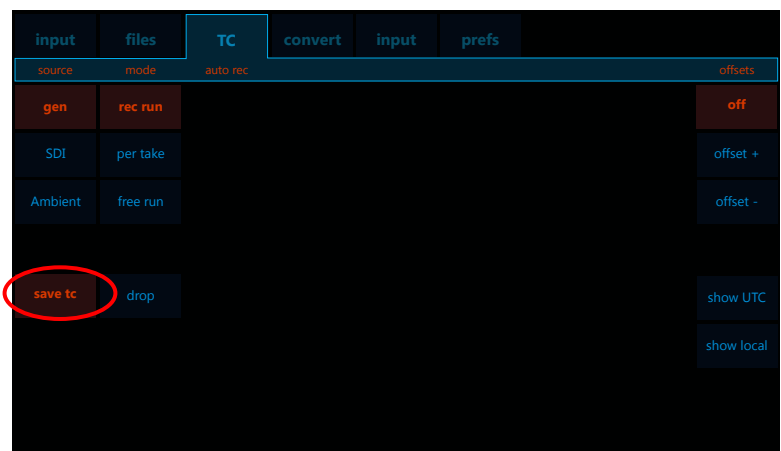 input files TC convert input prefs
source mode auto rec offsets
gen rec run off
SDI per take offset +
Ambient free run offset -
save tc drop show UTC
show local